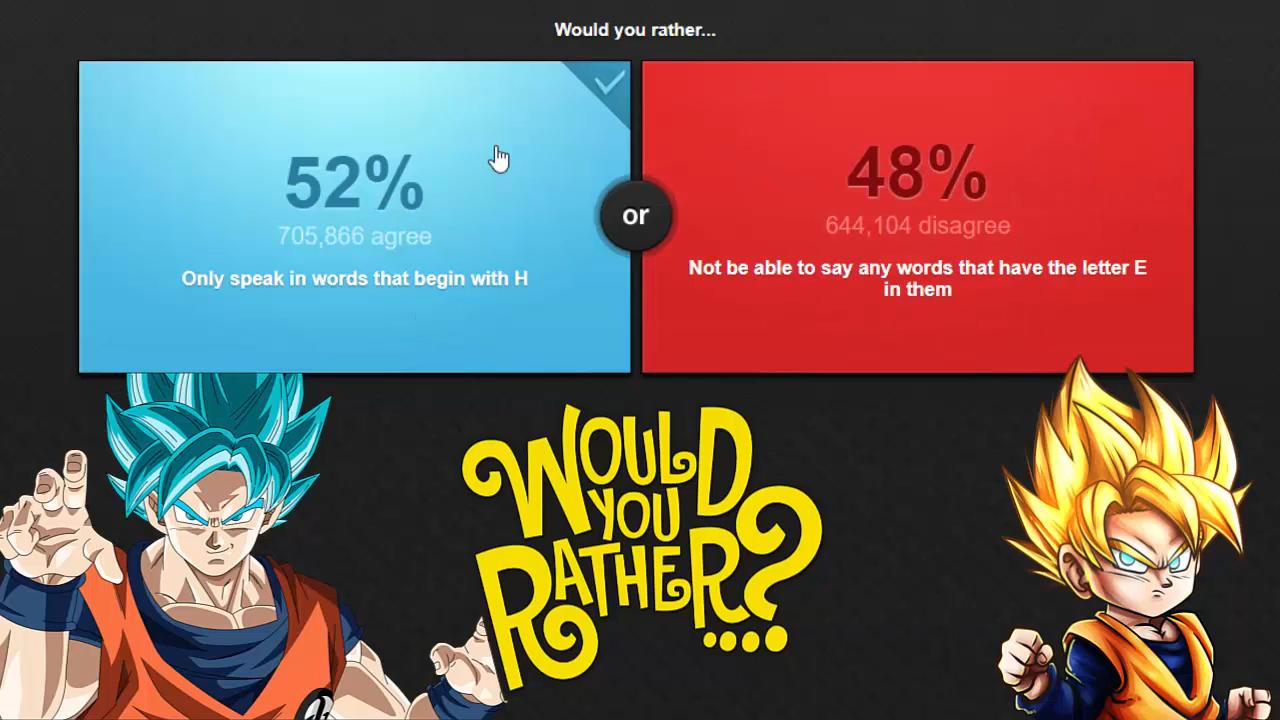 Would you rather...
52%
705,866 agree
Only speak in words that begin with H
or
48%
644,104 disagree
Not be able to say any words that have the letter E
in them
WOULD
YOU
RATHER?....